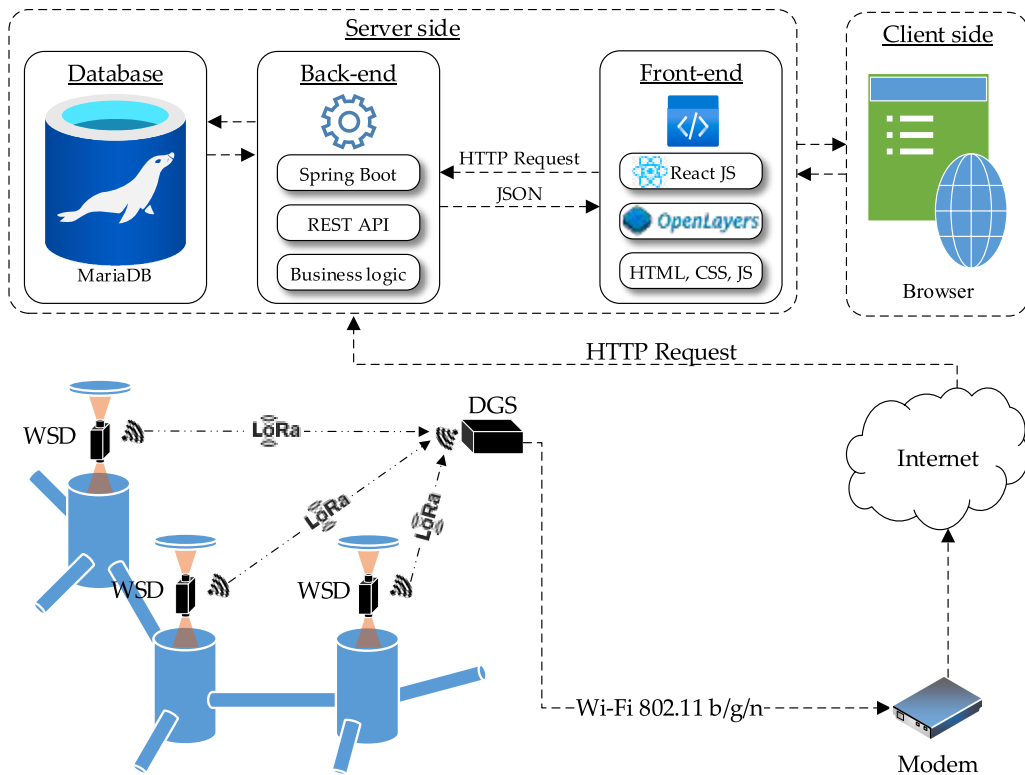 Server side
Client side
Database
Back-end
Front-end
HTTP Request
JSON
Spring Boot
REST API
Business logic
React JS
OpenLayers
HTML, CSS, JS
MariaDB
Browser
HTTP Request
DGS
WSD
LoRa
Internet
LoRa
LoRa
WSD
WSD
Wi-Fi 802.11 b/g/n
Modem